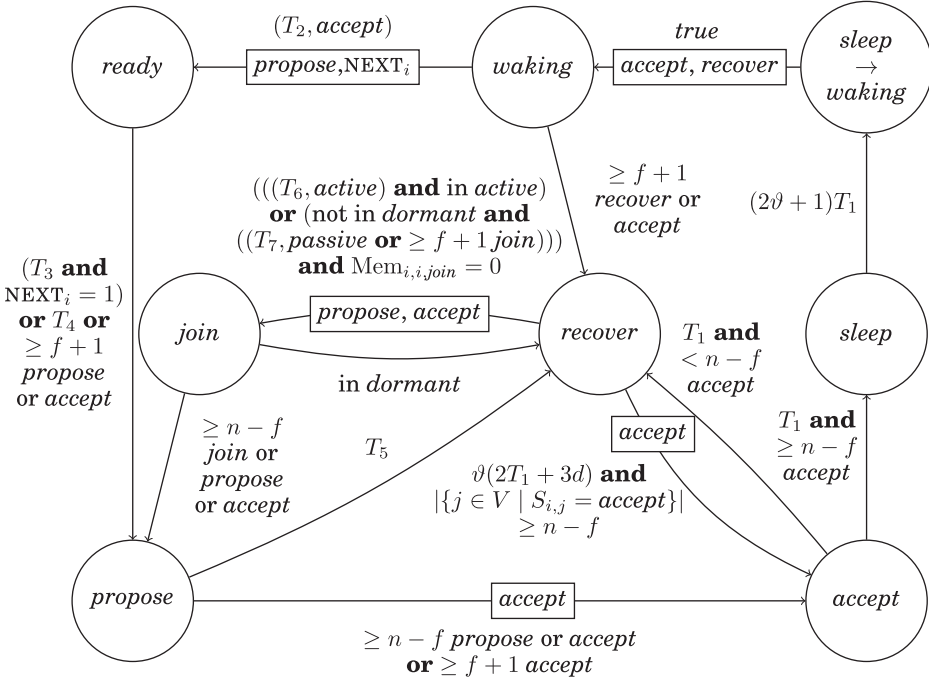 (T₂, accept)
true
sleep
→
waking
ready
propose,NEXTᵢ
waking
accept, recover
(((T₆, active) and in active)
or (not in dormant and
((T₇, passive or ≥ f + 1 join)))
and Memᵢ,ᵢ,join = 0
≥ f + 1
recover or
accept
(2ϑ + 1)T₁
(T₃ and
NEXTᵢ = 1)
or T₄ or
≥ f + 1
propose
or accept
join
propose, accept
recover
T₁ and
< n − f
accept
sleep
in dormant
≥ n − f
join or
propose
or accept
T₅
accept
ϑ(2T₁ + 3d) and
|{j ∈ V | Sᵢ,ⱼ = accept}|
≥ n − f
T₁ and
≥ n − f
accept
propose
accept
accept
≥ n − f propose or accept
or ≥ f + 1 accept